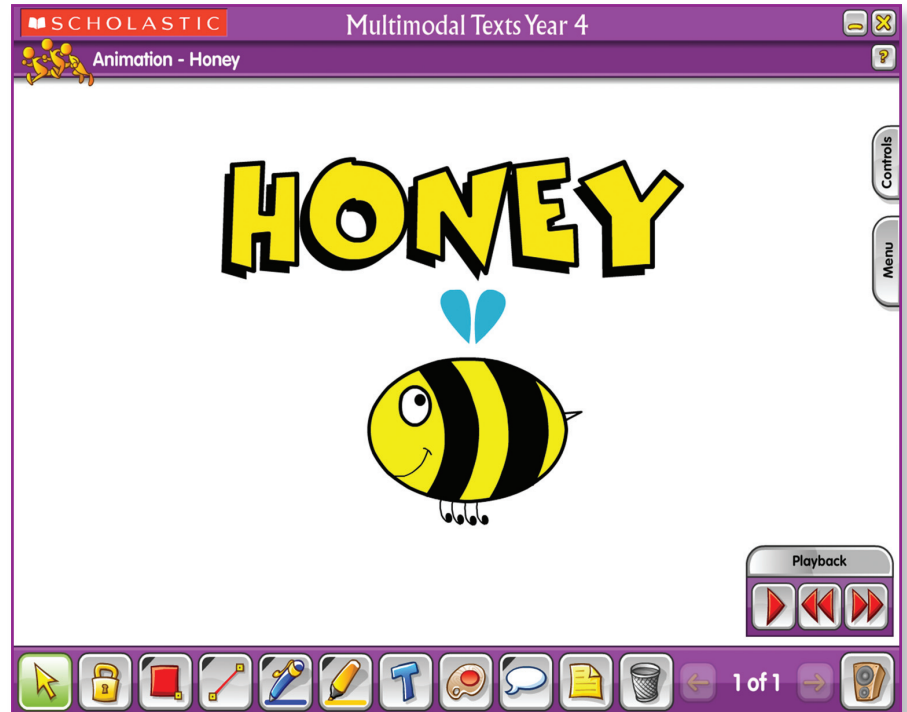 SCHOLASTIC
Multimodal Texts Year 4
Animation - Honey
?
Controls
HONEY
Menu
Playback
T
1 of 1